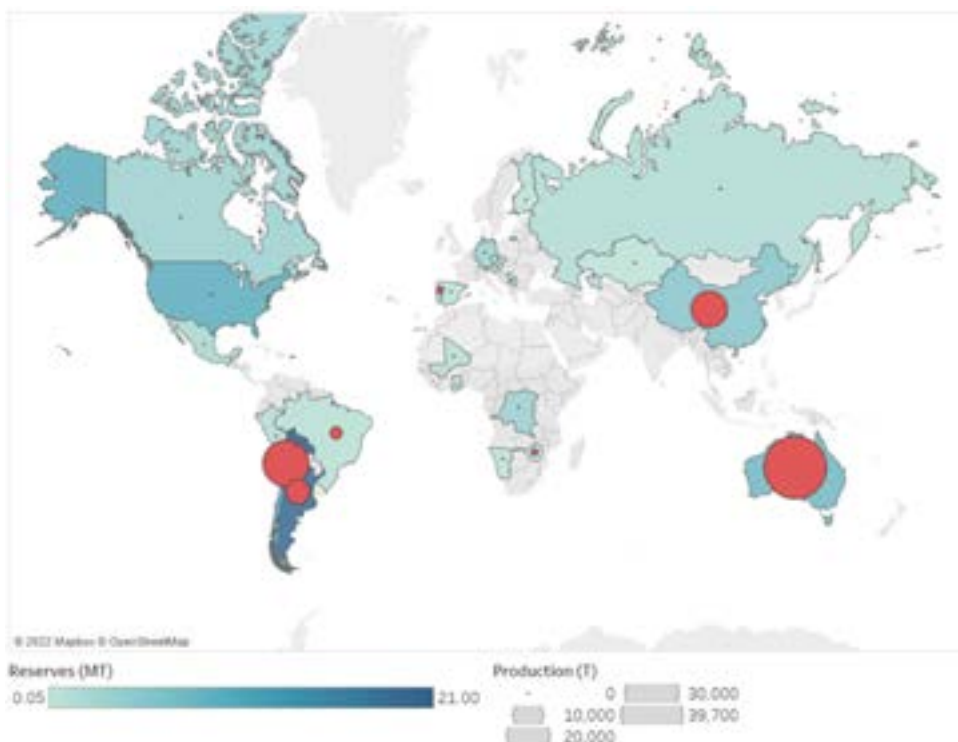 © 2022 Mapbox © OpenStreetMap
Reserves (MT)
0.05 21.00
Production (T)
0 30,000
10,000 39,700
20,000